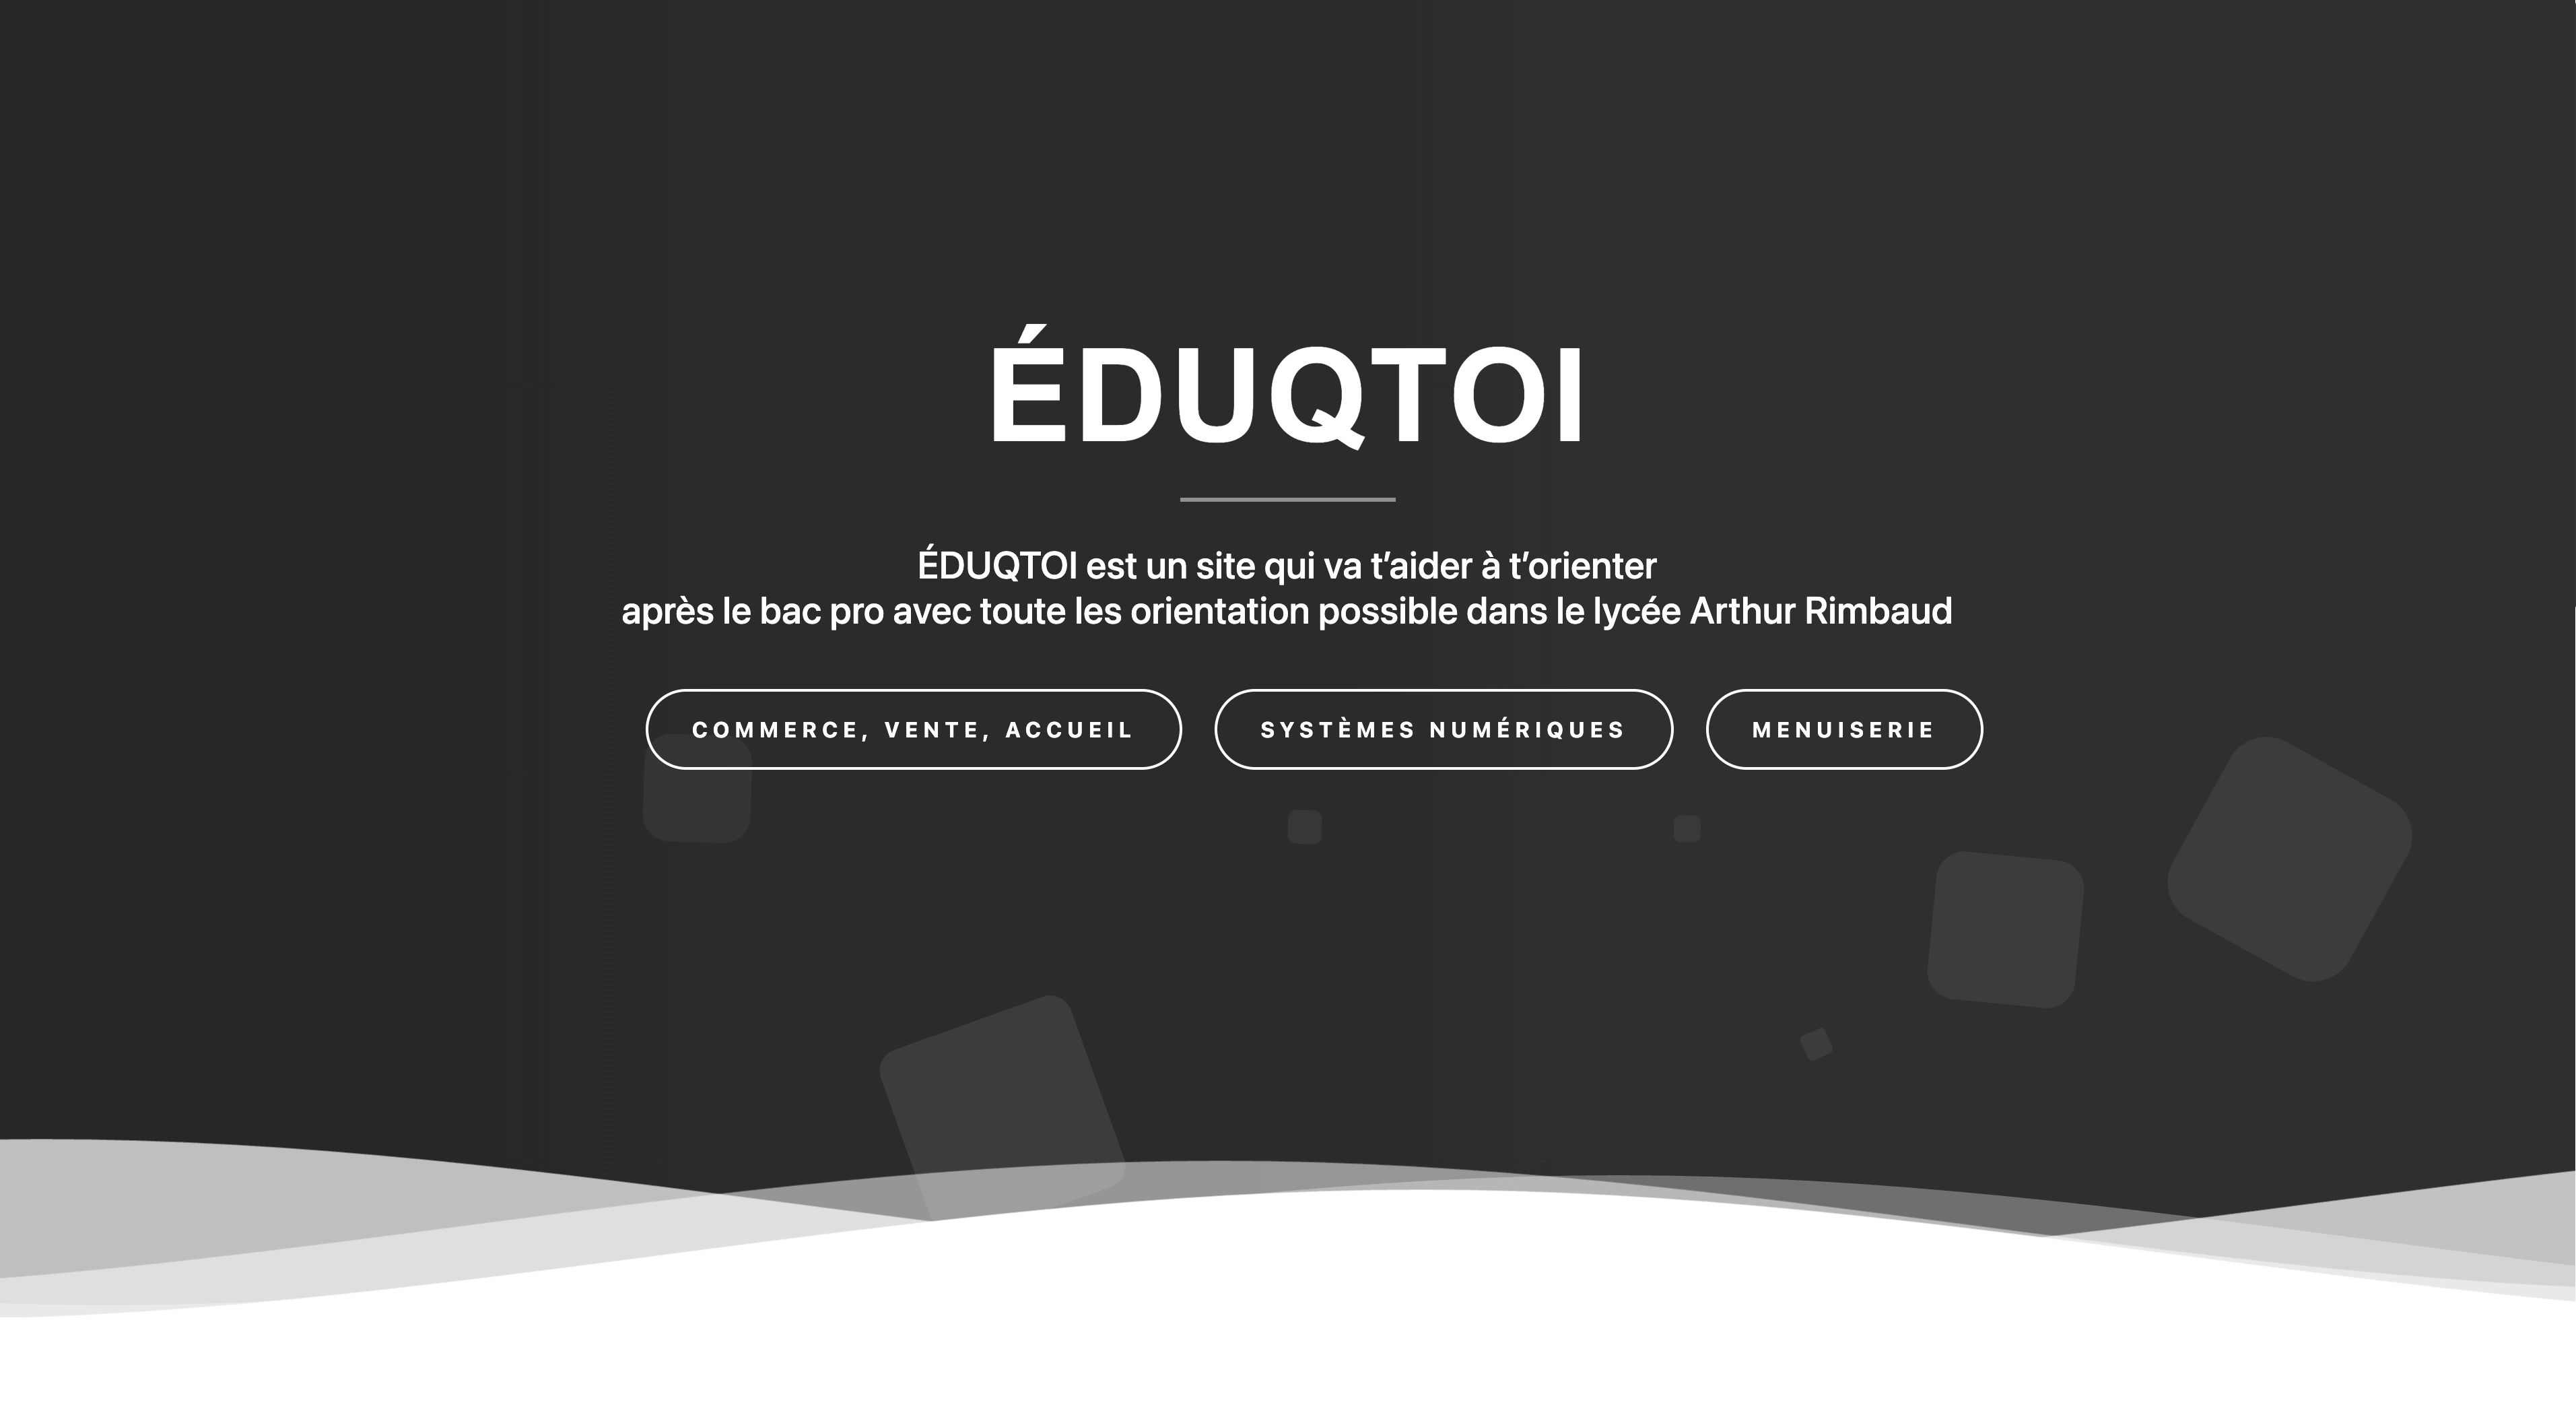 ÉDUQTOI
ÉDUQTOI est un site qui va t’aider à t’orienter
après le bac pro avec toute les orientation possible dans le lycée Arthur Rimbaud
COMMERCE, VENTE, ACCUEIL
SYSTÈMES NUMÉRIQUES
MENUISERIE